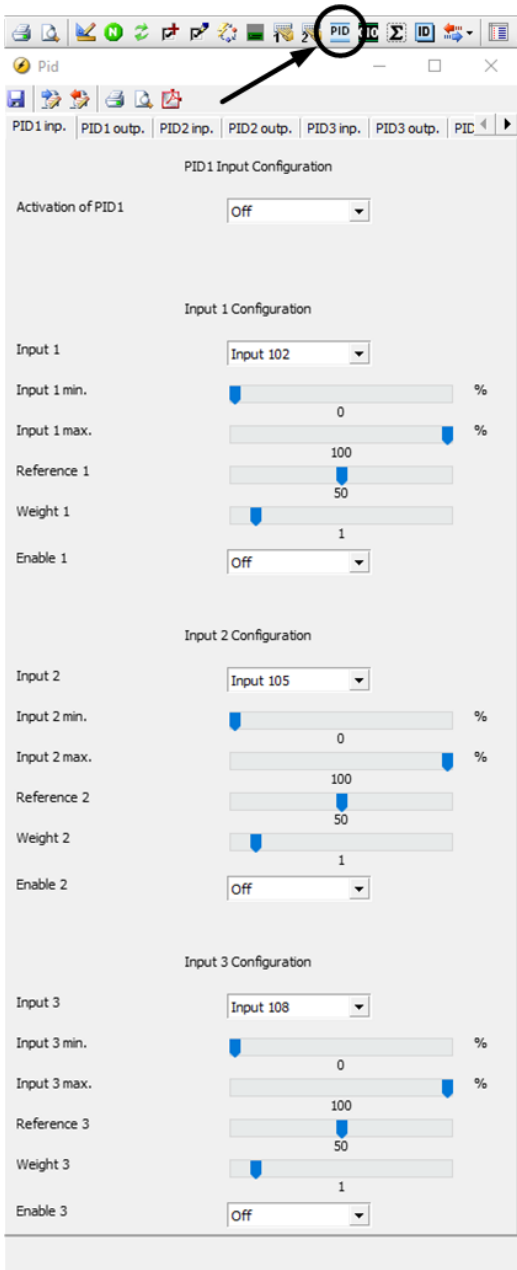 PID ID
Pid
PID1 inp. PID1 outp. PID2 inp. PID2 outp. PID3 inp. PID3 outp. PID
PID1 Input Configuration
Activation of PID1 Off
Input 1 Configuration
Input 1 Input 102
Input 1 min. %
0
Input 1 max. %
100
Reference 1
50
Weight 1
1
Enable 1 Off
Input 2 Configuration
Input 2 Input 105
Input 2 min. %
0
Input 2 max. %
100
Reference 2
50
Weight 2
1
Enable 2 Off
Input 3 Configuration
Input 3 Input 108
Input 3 min. %
0
Input 3 max. %
100
Reference 3
50
Weight 3
1
Enable 3 Off